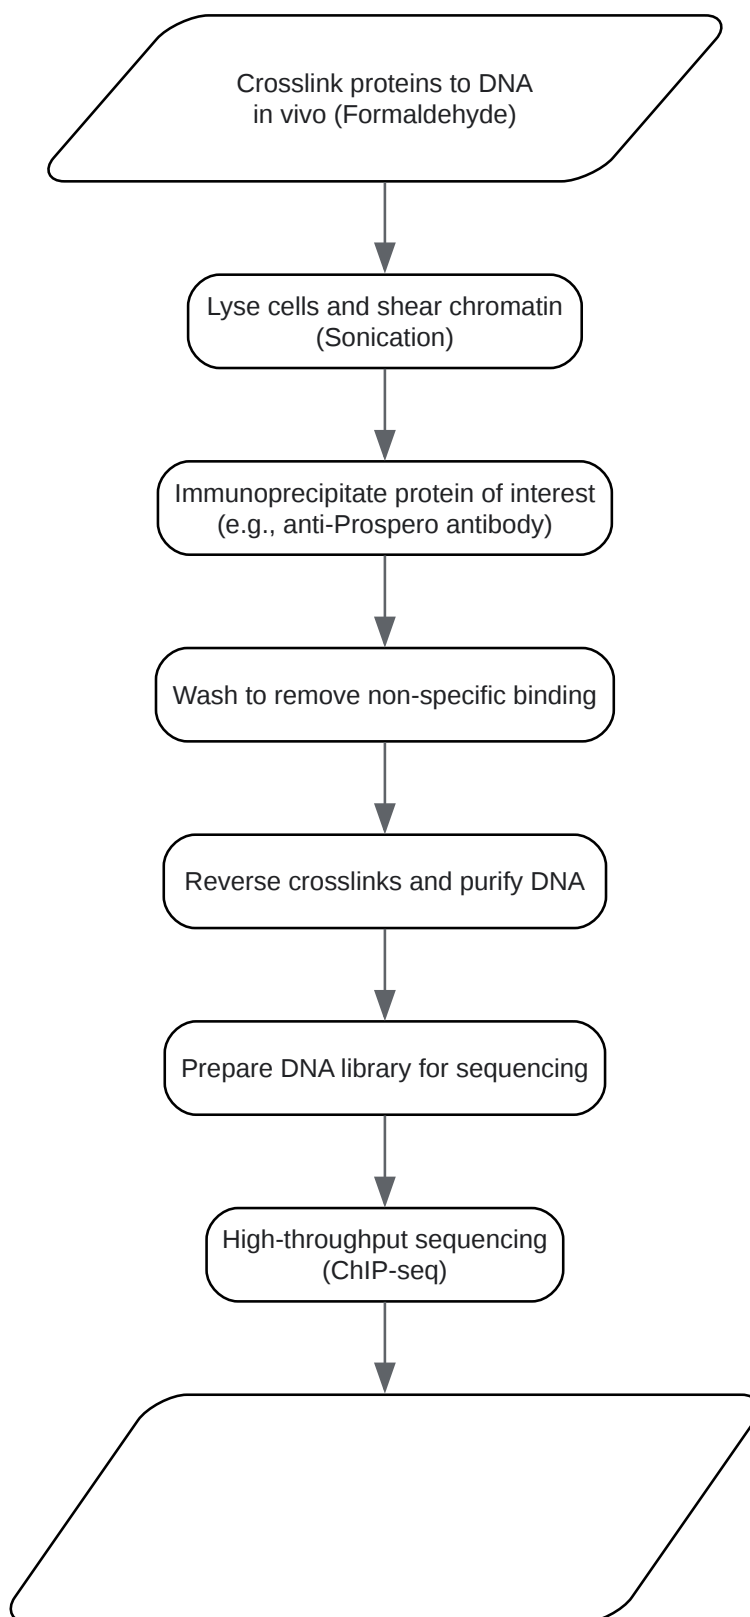 Crosslink proteins to DNA
in vivo (Formaldehyde)
Lyse cells and shear chromatin
(Sonication)
Immunoprecipitate protein of interest
(e.g., anti-Prospero antibody)
Wash to remove non-specific binding
Reverse crosslinks and purify DNA
Prepare DNA library for sequencing
High-throughput sequencing
(ChIP-seq)